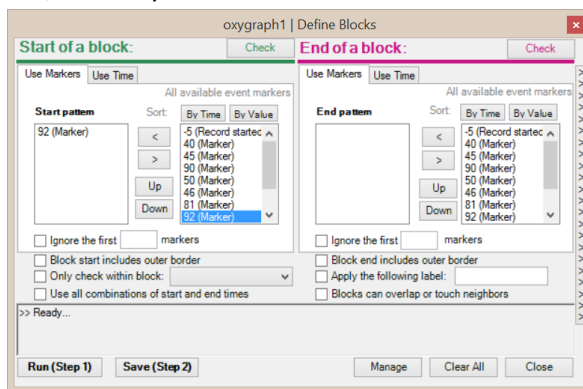 oxygraph1 | Define Blocks
Start of a block:
Check
End of a block:
Check
Use Markers
Use Time
All available event markers
Start pattern
Sort:
By Time
By Value
92 (Marker)
<
>
Up
Down
-5 (Record started
40 (Marker)
45 (Marker)
90 (Marker)
50 (Marker)
46 (Marker)
81 (Marker)
92 (Marker)
Ignore the first
markers
Use Markers
Use Time
All available event markers
End pattern
Sort:
By Time
By Value
<
>
Up
Down
-5 (Record started
40 (Marker)
45 (Marker)
90 (Marker)
50 (Marker)
46 (Marker)
81 (Marker)
92 (Marker)
Ignore the first
markers
Block start includes outer border
Only check within block:
Use all combinations of start and end times
Block end includes outer border
Apply the following label:
Blocks can overlap or touch neighbors
>> Ready...
Run (Step 1)
Save (Step 2)
Manage
Clear All
Close